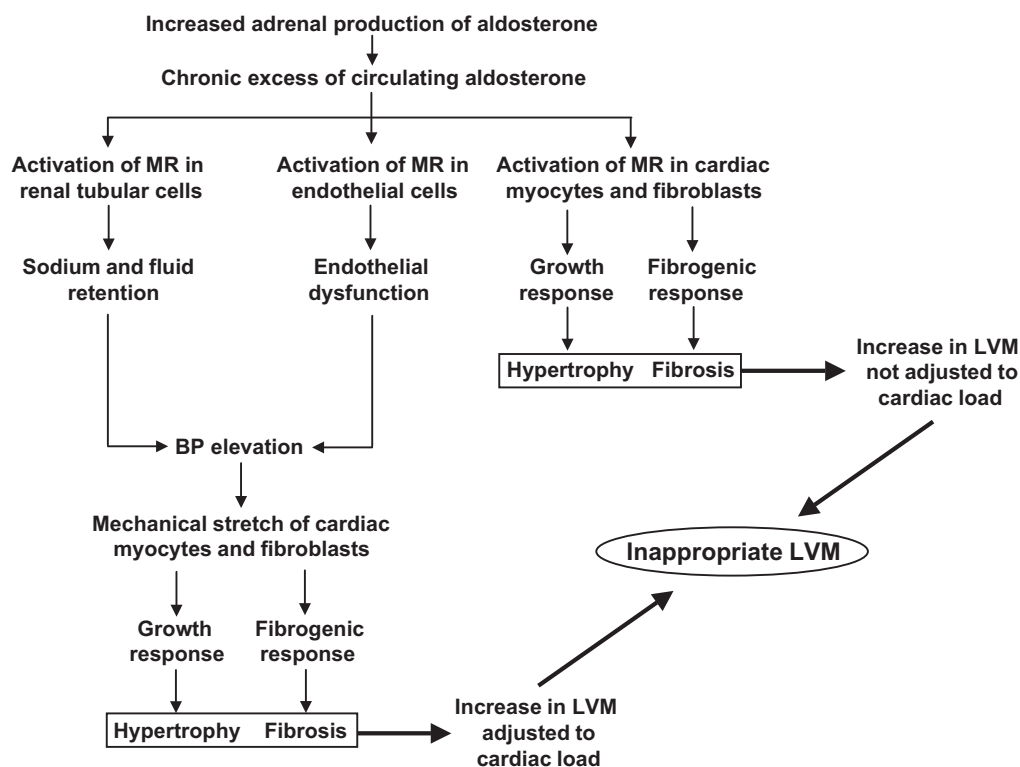 Increased adrenal production of aldosterone
Chronic excess of circulating aldosterone
Activation of MR in
renal tubular cells
Activation of MR in
endothelial cells
Activation of MR in cardiac
myocytes and fibroblasts
Sodium and fluid
retention
Endothelial
dysfunction
Growth
response
Fibrogenic
response
Hypertrophy Fibrosis
Increase in LVM
not adjusted to
cardiac load
BP elevation
Mechanical stretch of cardiac
myocytes and fibroblasts
Inappropriate LVM
Growth
response
Fibrogenic
response
Hypertrophy Fibrosis
Increase in LVM
adjusted to
cardiac load